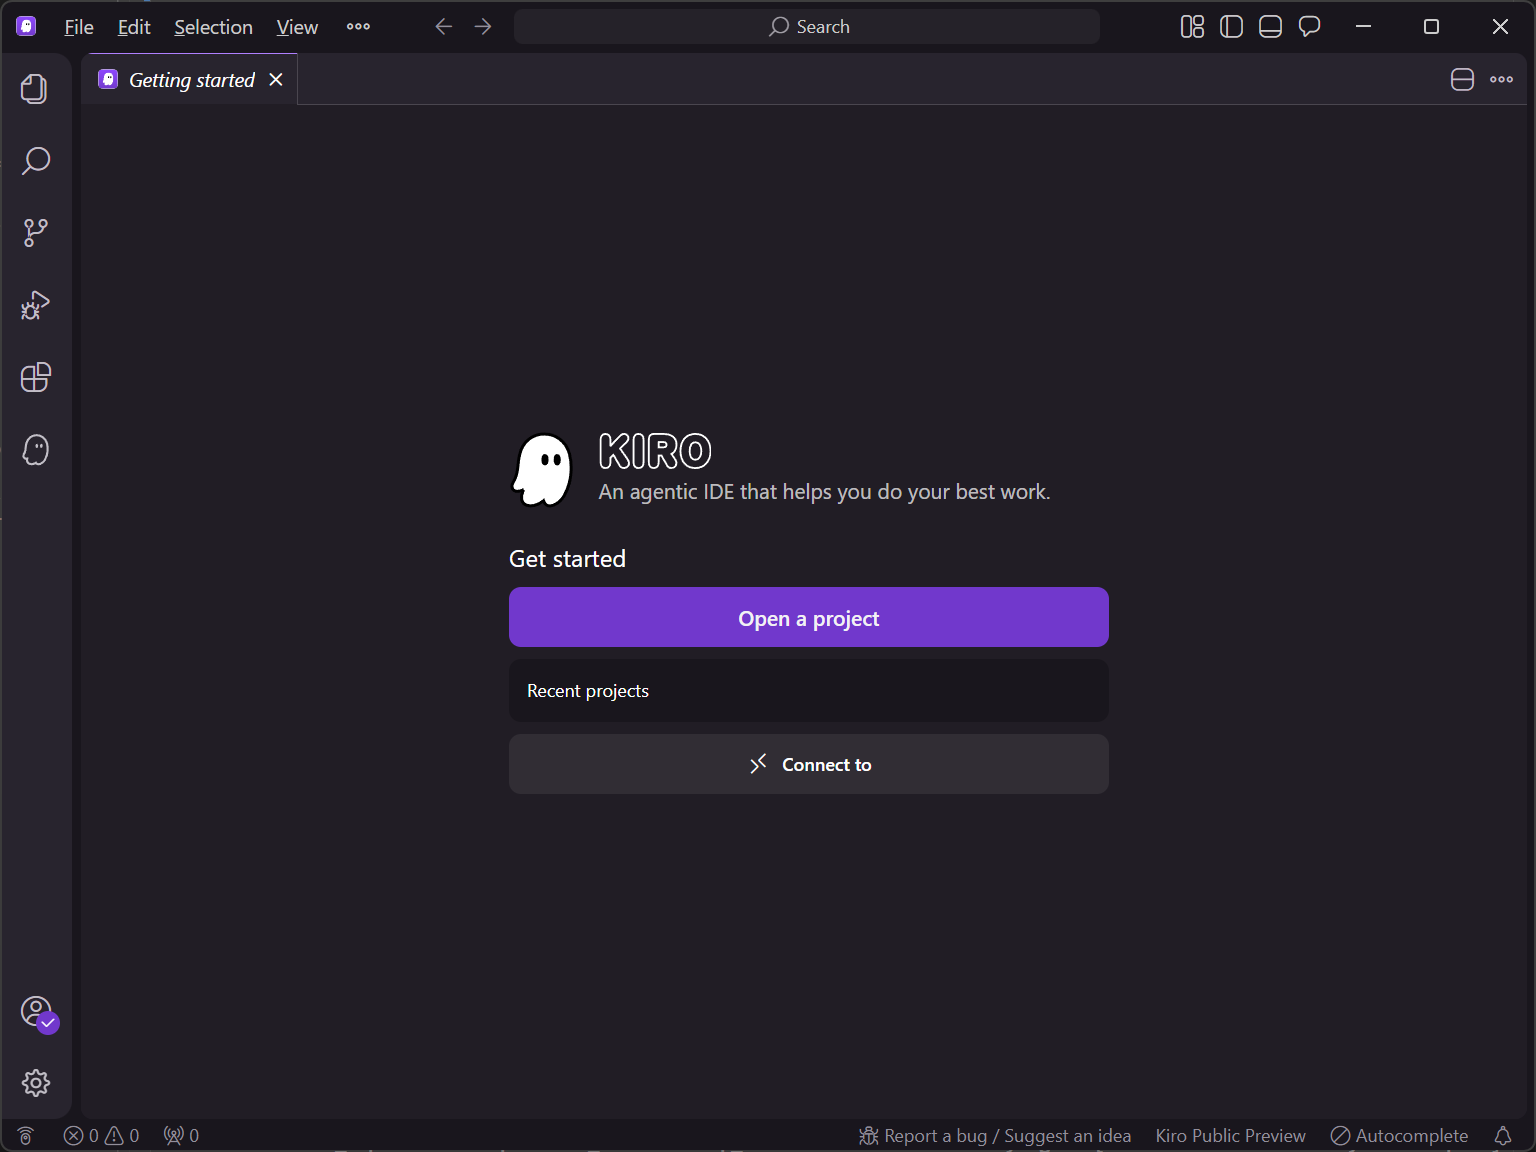 File Edit Selection View
Search
Getting started
KIRO
An agentic IDE that helps you do your best work.
Get started
Open a project
Recent projects
Connect to
0 0 0
Report a bug / Suggest an idea Kiro Public Preview Autocomplete